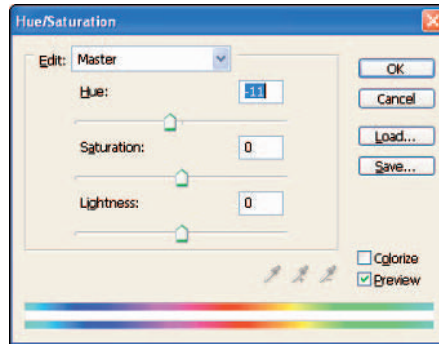 Hue/Saturation
Edit: Master
OK
Hue: -11
Cancel
Load...
Saturation: 0
Save...
Lightness: 0
Colorize
Preview